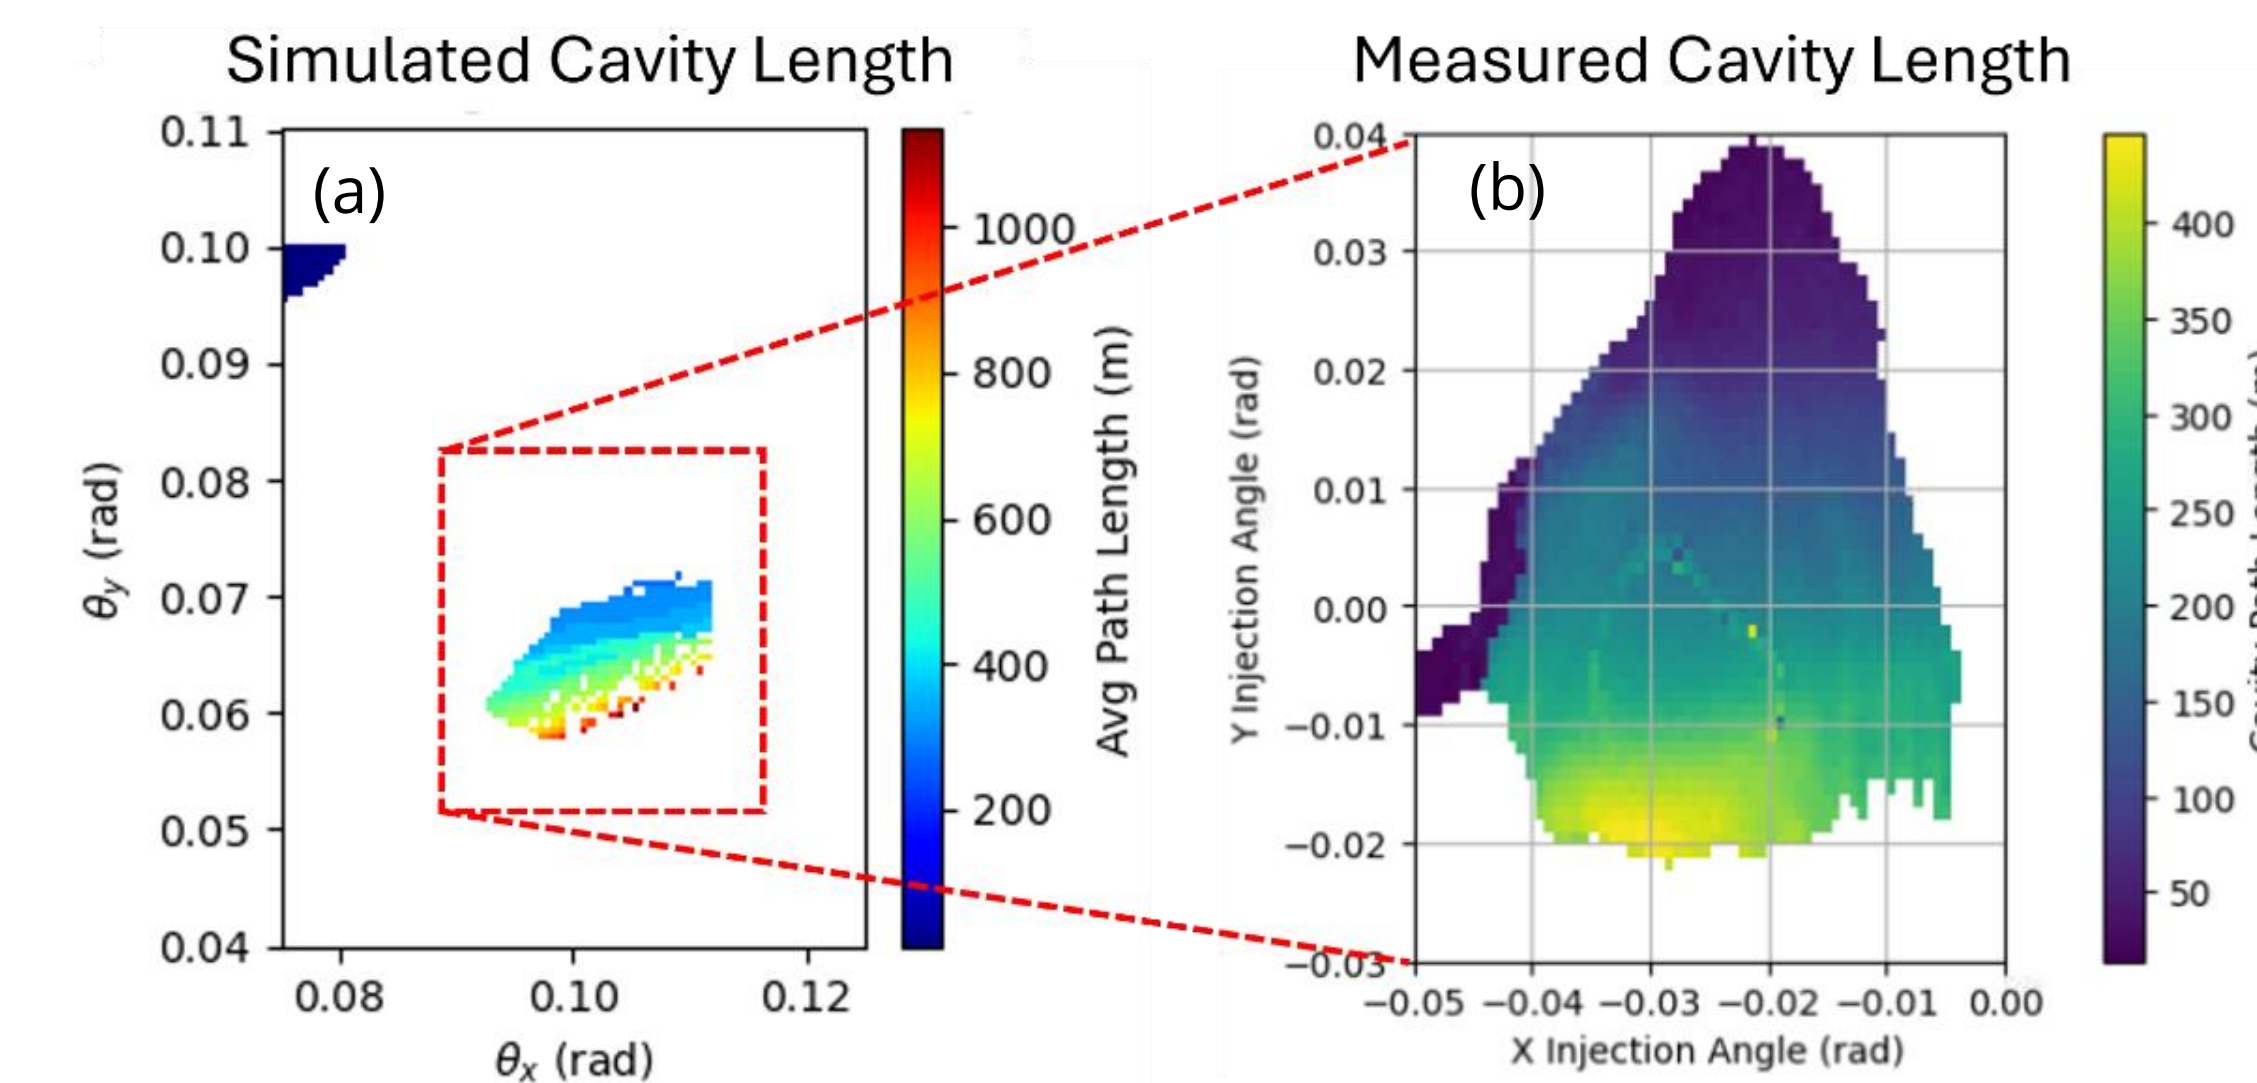 Simulated Cavity Length
(a)
0.11
0.10
0.09
0.08
0.07
0.06
0.05
0.04
θy (rad)
0.08 0.10 0.12
θx (rad)
1000
800
600
400
200
Avg Path Length (m)
Measured Cavity Length
(b)
0.04
0.03
0.02
0.01
0.00
−0.01
−0.02
−0.03
Y Injection Angle (rad)
−0.05 −0.04 −0.03 −0.02 −0.01 0.00
X Injection Angle (rad)
400
350
300
250
200
150
100
50